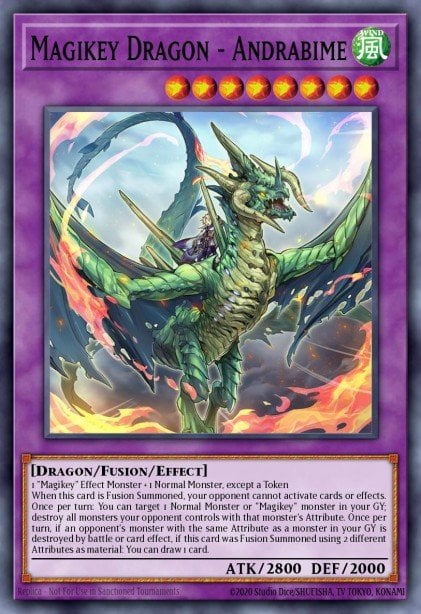 Magikey Dragon - Andrabime
WIND
風
[Dragon/Fusion/Effect]
1 "Magikey" Effect Monster + 1 Normal Monster, except a Token
When this card is Fusion Summoned, your opponent cannot activate cards or effects.
Once per turn: You can target 1 Normal Monster or "Magikey" monster in your GY;
destroy all monsters your opponent controls with that monster's Attribute. Once per
turn, if an opponent's monster with the same Attribute as a monster in your GY is
destroyed by battle or card effect, if this card was Fusion Summoned using 2 different
Attributes as material: You can draw 1 card.
ATK/2800 DEF/2000
Replica - Not For Use in Sanctioned Tournaments
©2020 Studio Dice/SHUEISHA, TV TOKYO, KONAMI